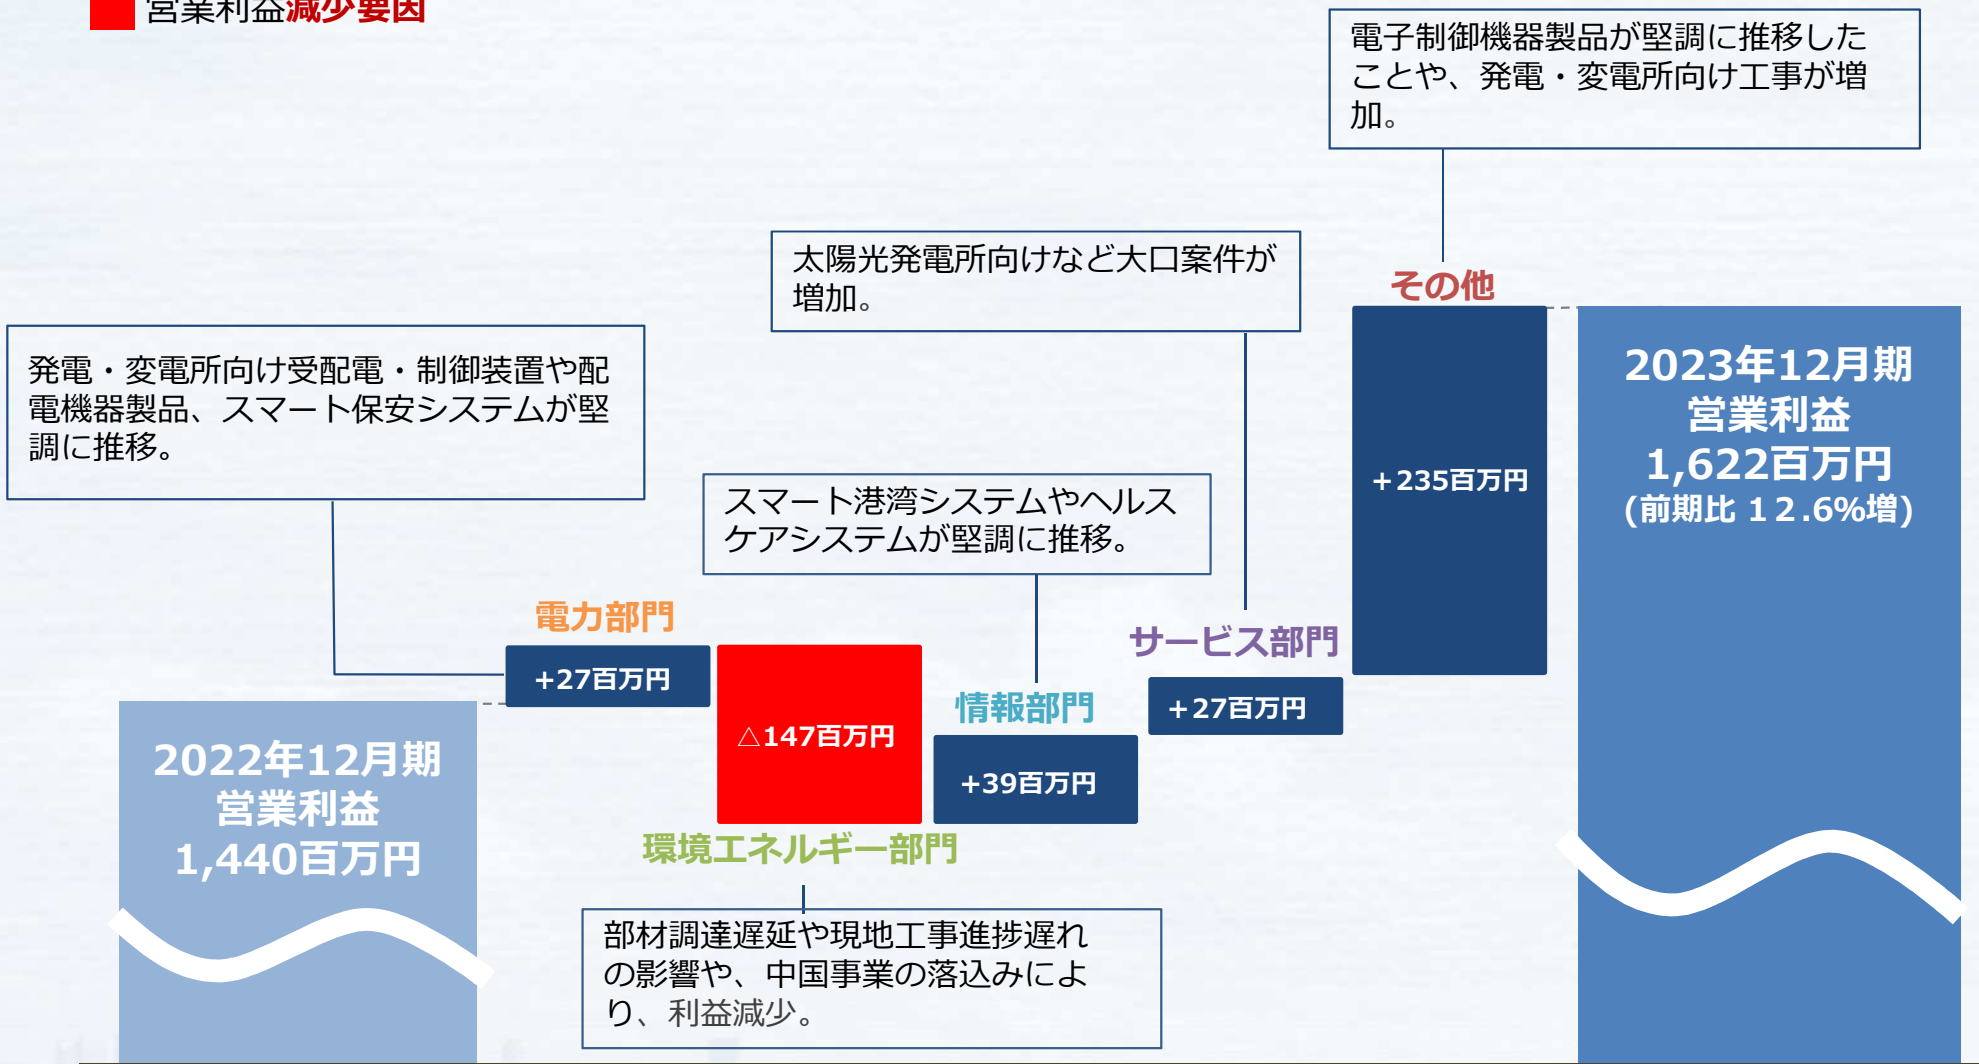 営業利益減少要因
電子制御機器製品が堅調に推移した
ことや、発電・変電所向け工事が増
加。
太陽光発電所向けなど大口案件が
増加。
その他
発電・変電所向け受配電・制御装置や配
電機器製品、スマート保安システムが堅
調に推移。
2023年12月期
営業利益
1,622百万円
(前期比 １２.6%増)
+235百万円
スマート港湾システムやヘルス
ケアシステムが堅調に推移。
電力部門
+27百万円
サービス部門
+27百万円
情報部門
+39百万円
△147百万円
環境エネルギー部門
2022年12月期
営業利益
1,440百万円
部材調達遅延や現地工事進捗遅れ
の影響や、中国事業の落込みによ
り、利益減少。